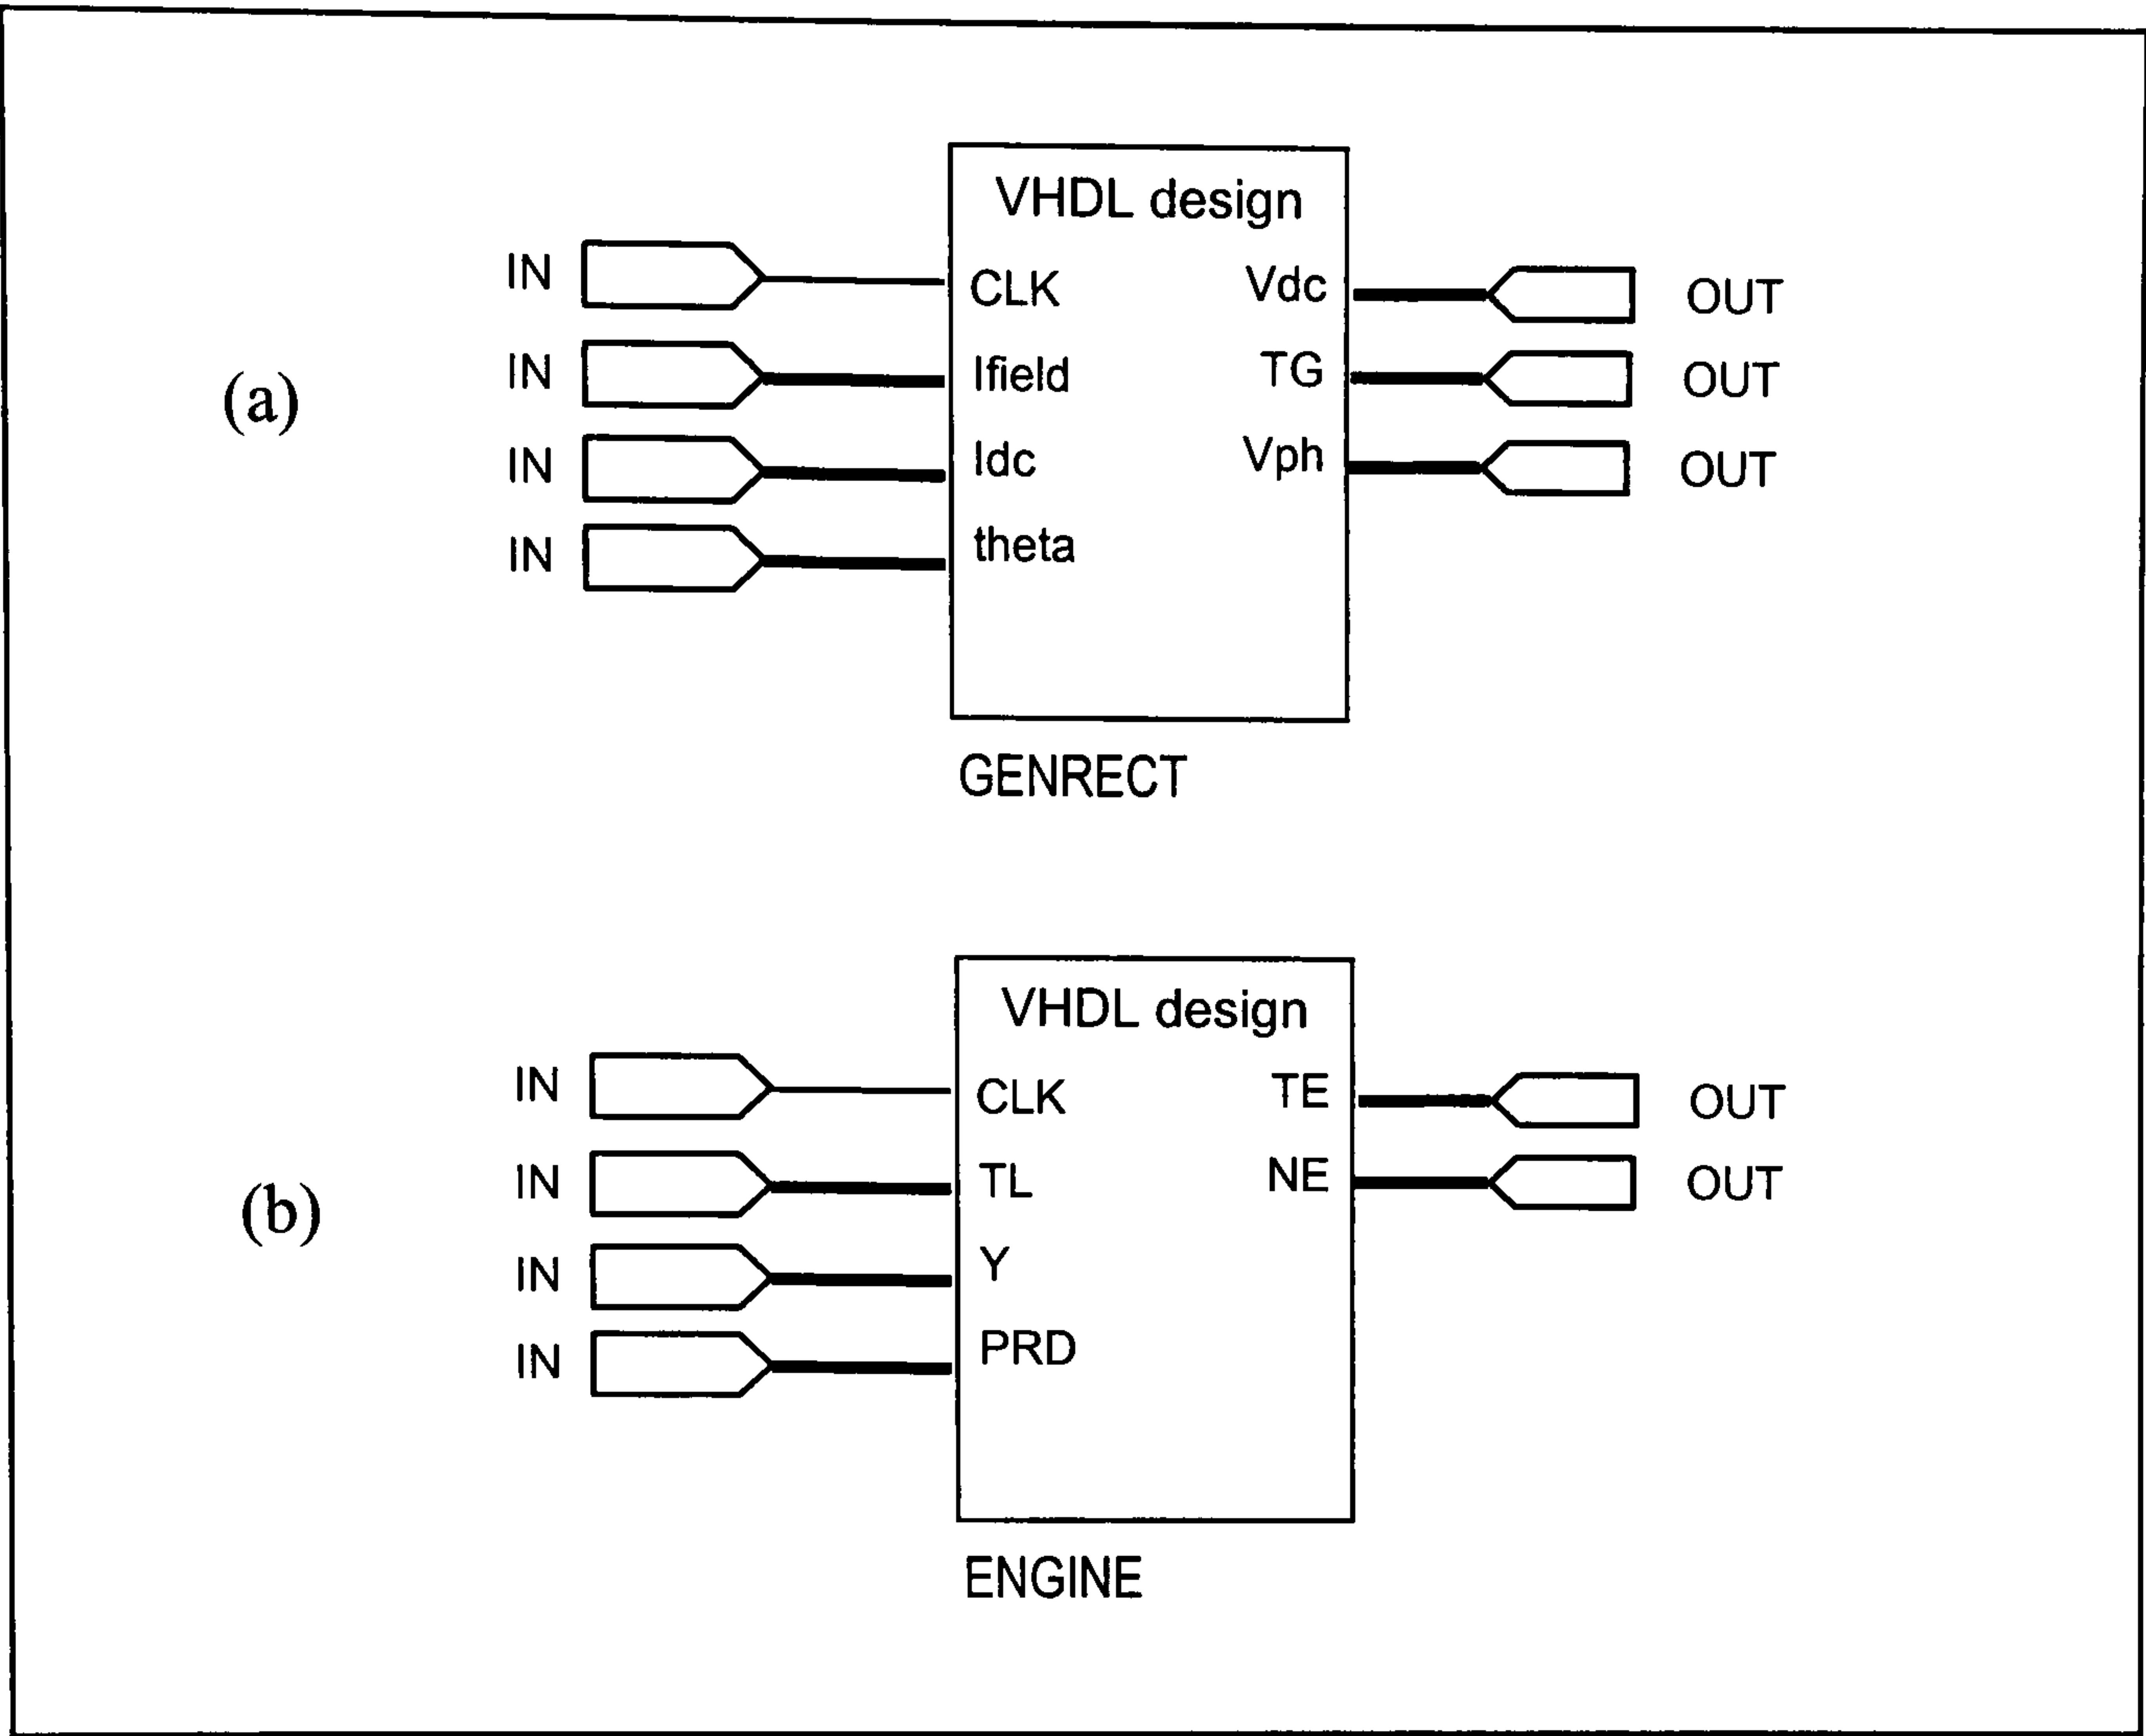 VHDL design
IN CLK Vdc OUT
IN Ifield TG OUT
(a)
IN Idc Vph OUT
IN theta
GENRECT
VHDL design
IN CLK TE OUT
IN TL NE OUT
(b)
IN Y
IN PRD
ENGINE